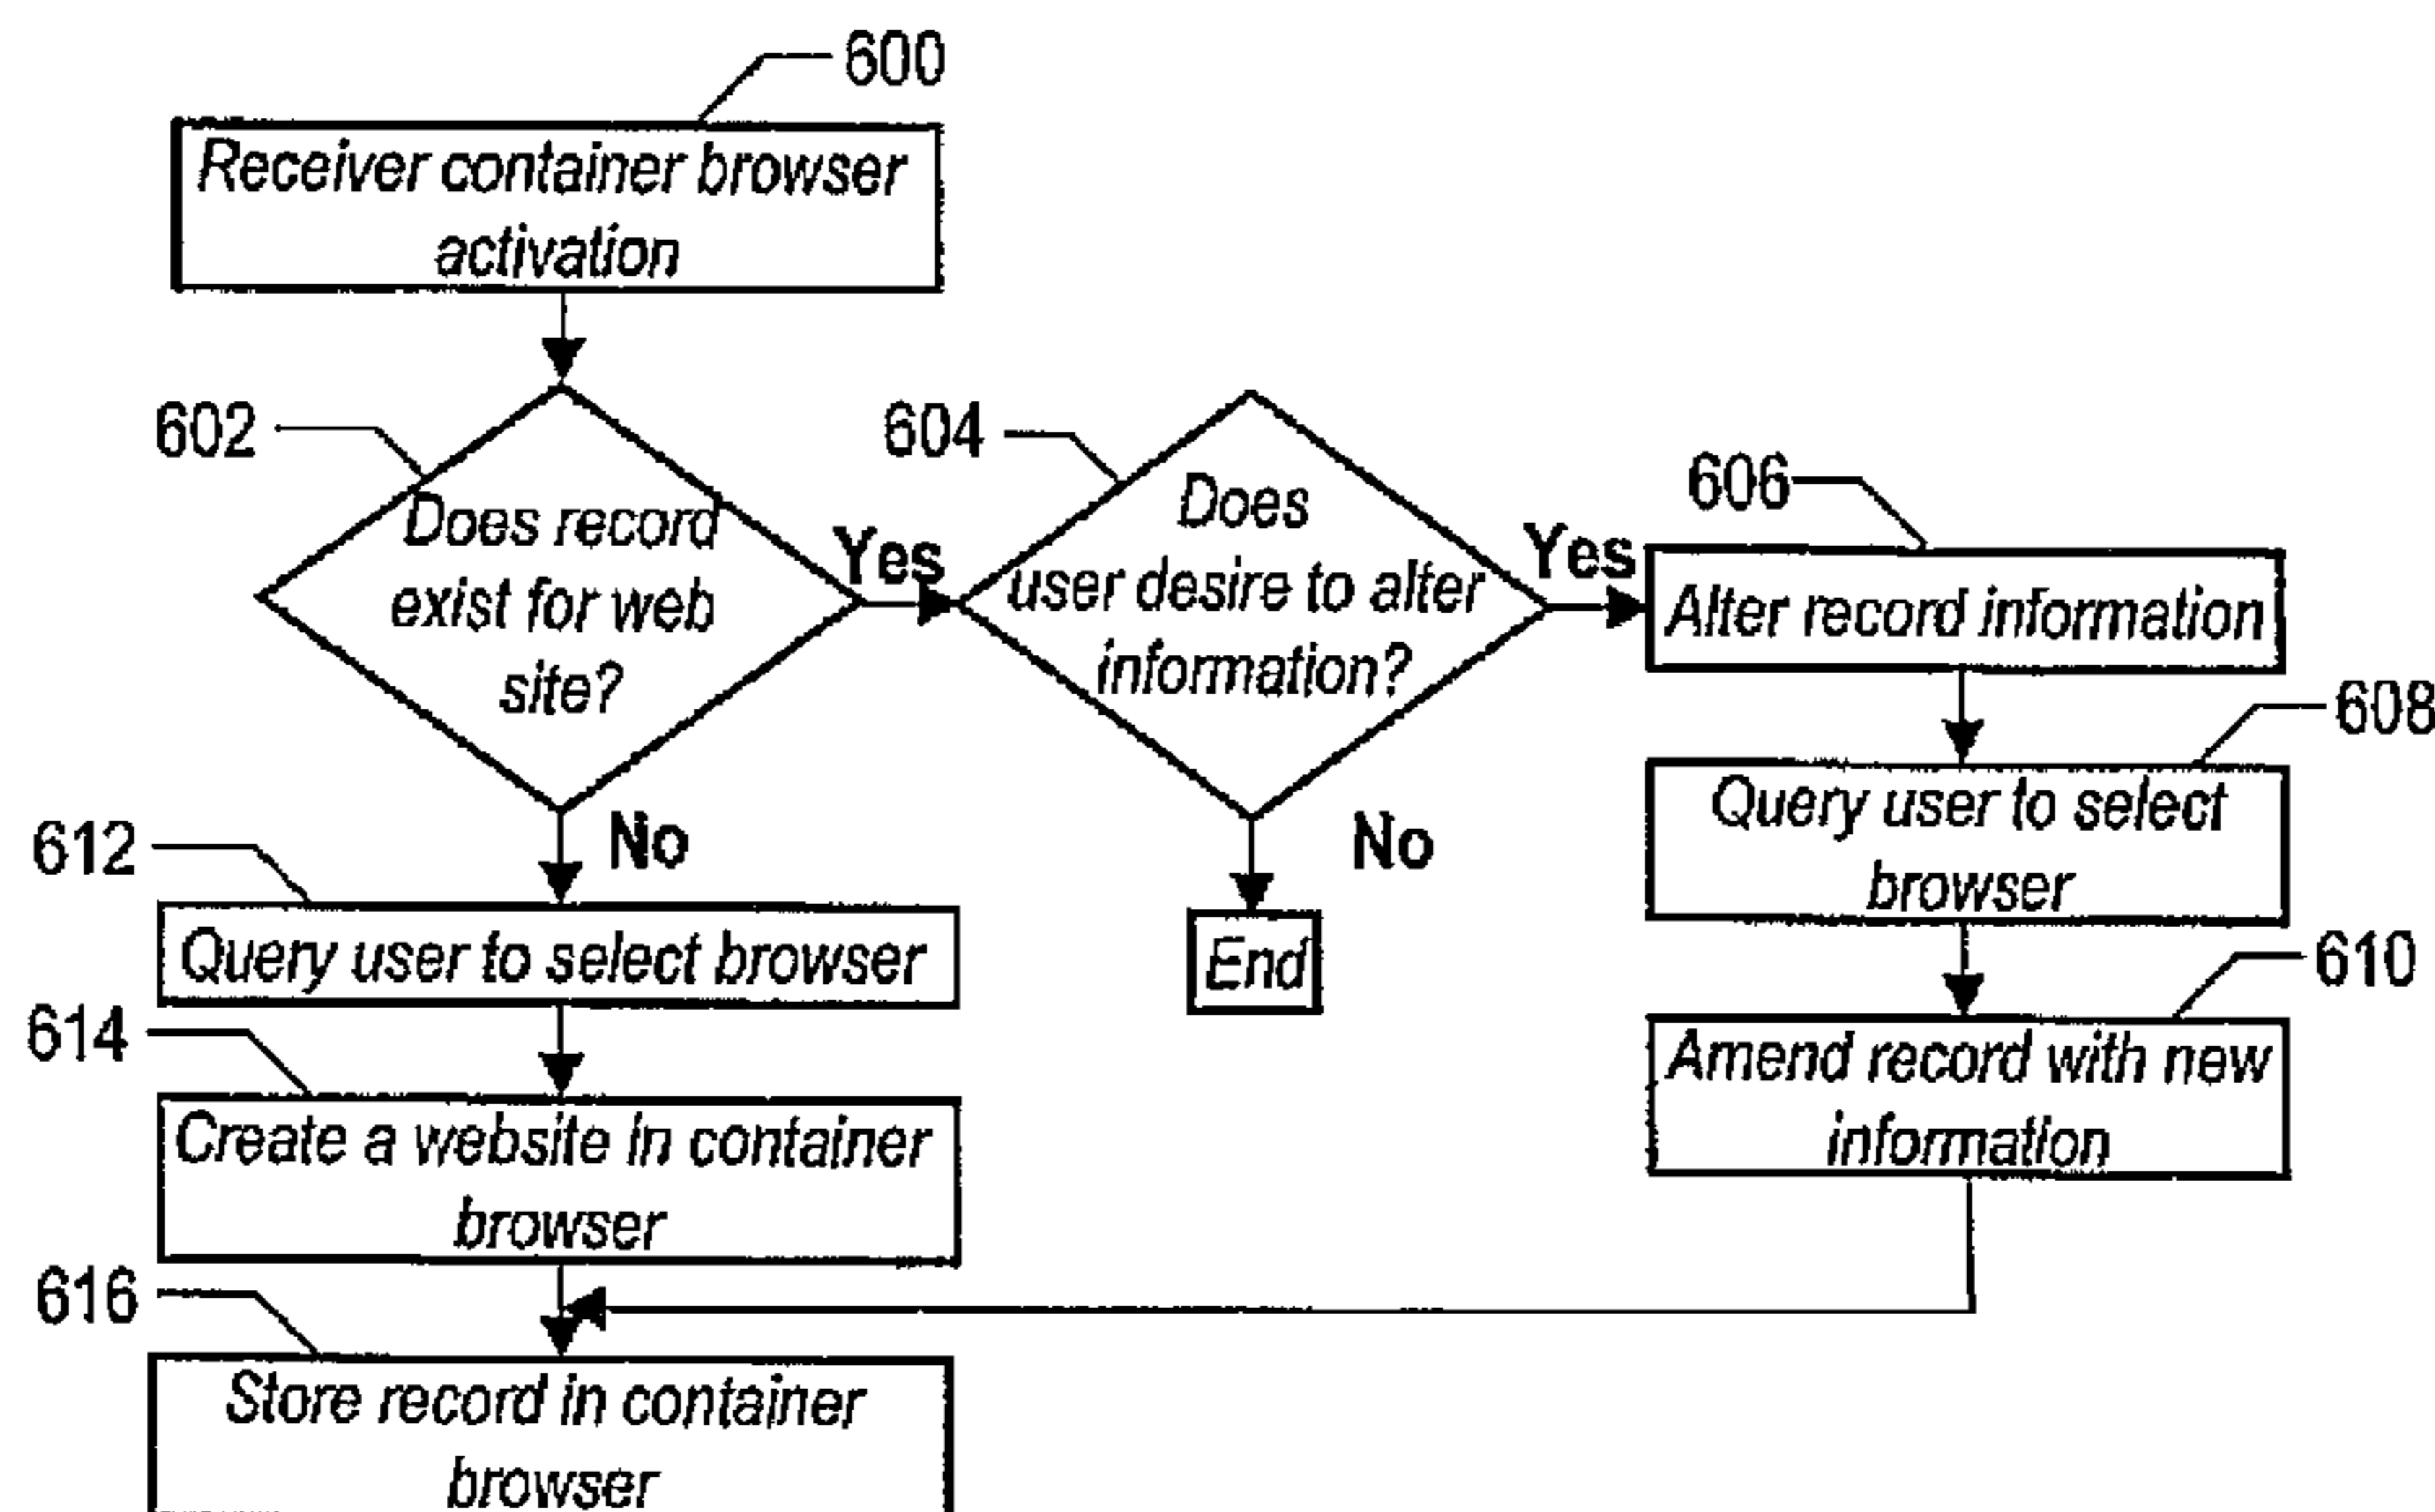 600
Receiver container browser
activation
602
Does record
exist for web
site?
Yes
604
Does
user desire to alter
information?
Yes
606
Alter record information
608
Query user to select
browser
610
Amend record with new
information
No
End
No
612
Query user to select browser
614
Create a website in container
browser
616
Store record in container
browser